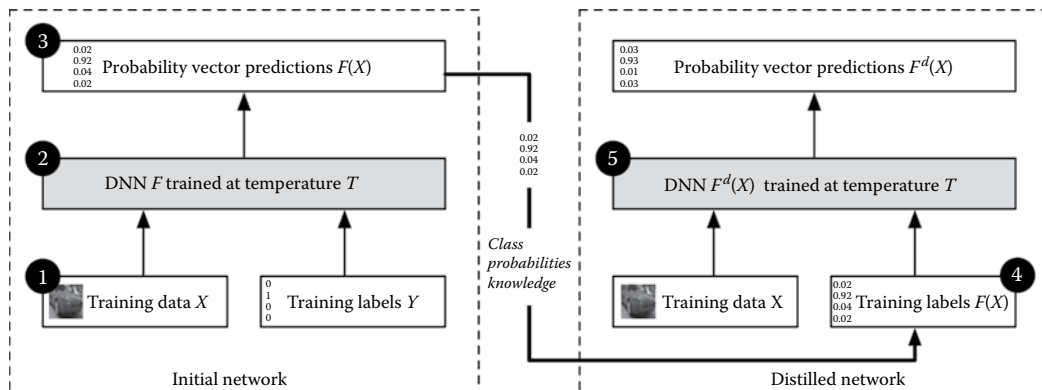 3
0.02
0.92
0.04
0.02
Probability vector predictions F(X)
2
DNN F trained at temperature T
1
Training data X
0
1
0
0
Training labels Y
Initial network
0.02
0.92
0.04
0.02
Class
probabilities
knowledge
0.03
0.93
0.01
0.03
Probability vector predictions F^d(X)
5
DNN F^d(X) trained at temperature T
Training data X
4
0.02
0.92
0.04
0.02
Training labels F(X)
Distilled network